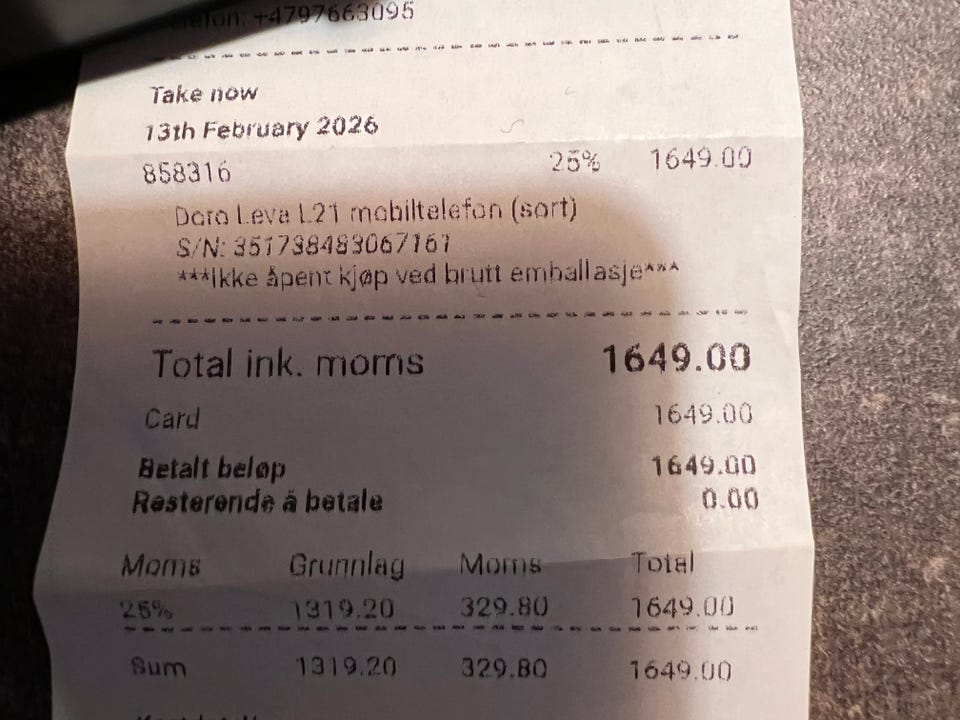 +4797663095
Take now
13th February 2026
858316 25% 1649.00
Doro Leva L21 mobiltelefon (sort)
S/N: 351738483067161
***Ikke åpent kjøp ved brutt emballasje***
Total ink. moms 1649.00
Card 1649.00
Betalt beløp 1649.00
Resterende å betale 0.00
Moms Grunnlag Moms Total
25% 1319.20 329.80 1649.00
Sum 1319.20 329.80 1649.00